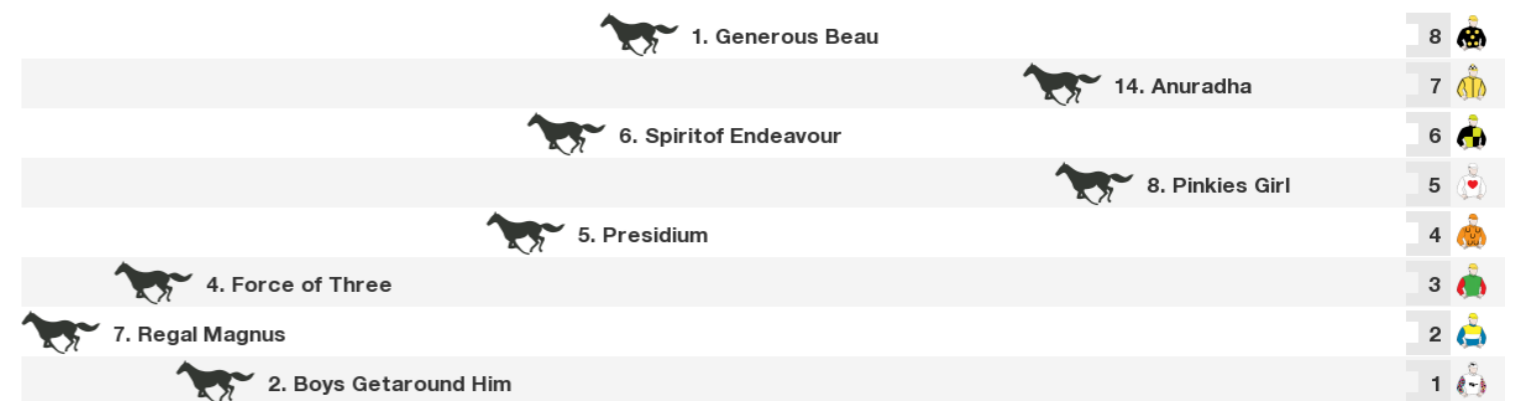 1. Generous Beau 8
14. Anuradha 7
6. Spiritof Endeavour 6
8. Pinkies Girl 5
5. Presidium 4
4. Force of Three 3
7. Regal Magnus 2
2. Boys Getaround Him 1